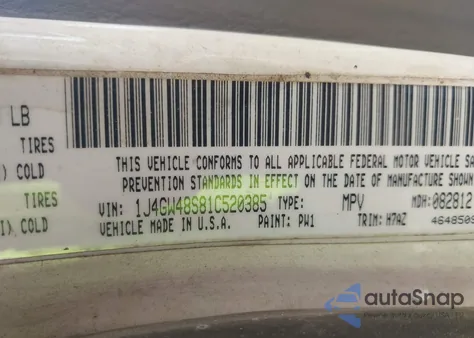 LB
TIRES
) COLD
TIRES
I) COLD
THIS VEHICLE CONFORMS TO ALL APPLICABLE FEDERAL MOTOR VEHICLE SA
PREVENTION STANDARDS IN EFFECT ON THE DATE OF MANUFACTURE SHOWN
VIN: 1J4GW48S81C520385 TYPE: MPV MDH: 082812
VEHICLE MADE IN U.S.A. PAINT: PW1 TRIM: H7AZ 464850
autoSnap